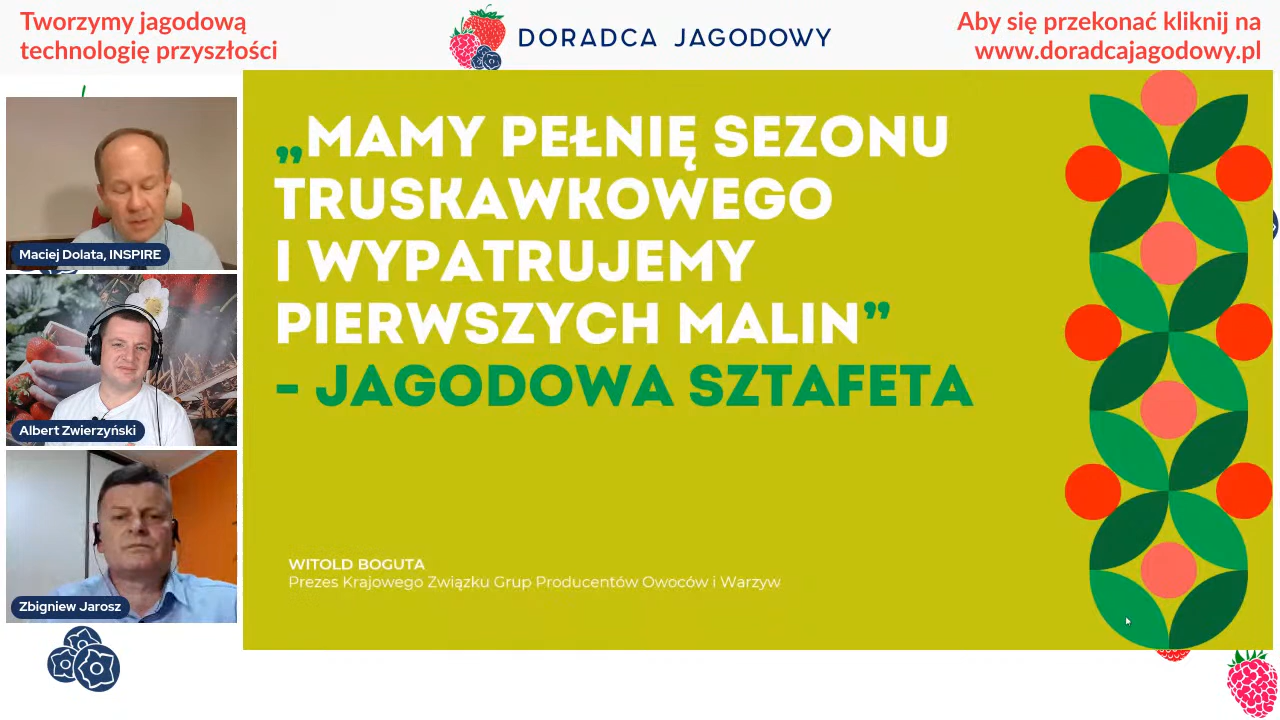 Tworzymy jagodową
technologię przyszłości
DORADCA JAGODOWY
Aby się przekonać kliknij na
www.doradcajagodowy.pl
Maciej Dolata, INSPIRE
Albert Zwierzyński
Zbigniew Jarosz
„MAMY PEŁNIĘ SEZONU
TRUSKAWKOWEGO
I WYPATRUJEMY
PIERWSZYCH MALIN”
– JAGODOWA SZTAFETA
WITOLD BOGUTA
Prezes Krajowego Związku Grup Producentów Owoców i Warzyw